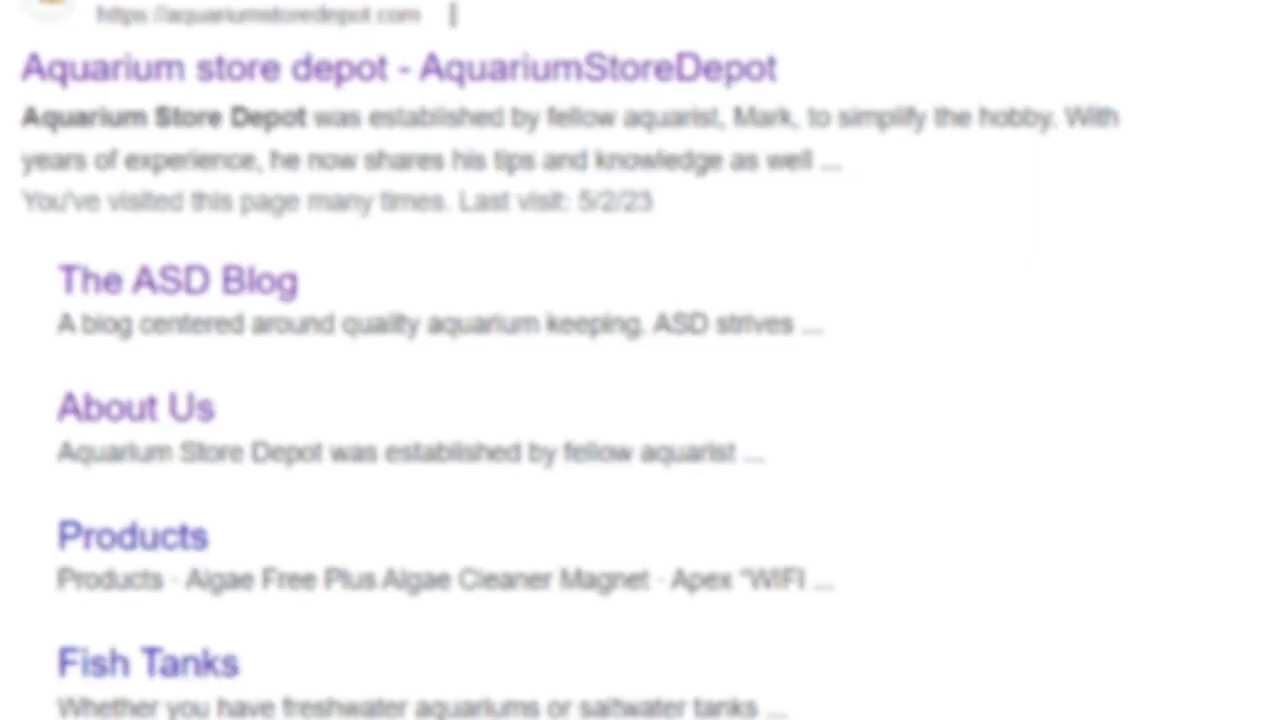 https://aquariumstoredepot.com
Aquarium store depot - AquariumStoreDepot
Aquarium Store Depot was established by fellow aquarist, Mark, to simplify the hobby. With
years of experience, he now shares his tips and knowledge as well ...
You've visited this page many times. Last visit: 5/2/23
The ASD Blog
A blog centered around quality aquarium keeping. ASD strives ...
About Us
Aquarium Store Depot was established by fellow aquarist ...
Products
Products · Algae Free Plus Algae Cleaner Magnet · Apex "WIFI ...
Fish Tanks
Whether you have freshwater aquariums or saltwater tanks ...